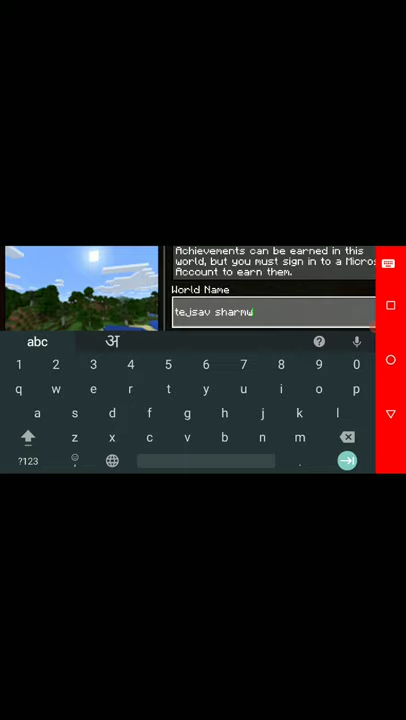 Achievements can be earned in this
world, but you must sign in to a Micros
Account to earn them.
World Name
tejsav sharmw
abc अ ?
1 2 3 4 5 6 7 8 9 0
q w e r t y u i o p
a s d f g h j k l
z x c v b n m
?123 , .